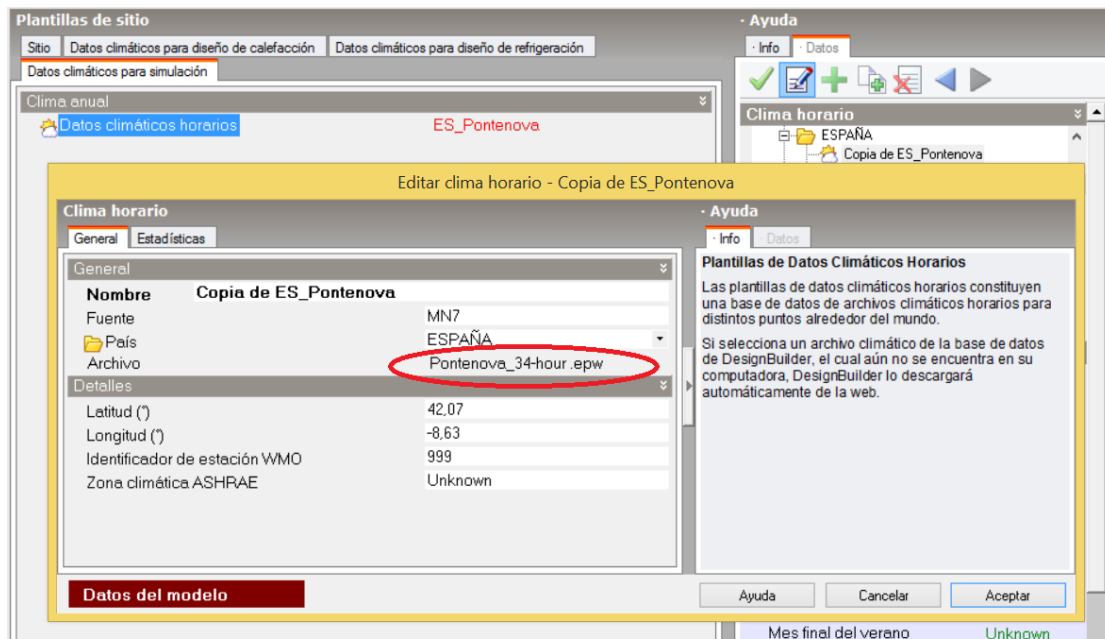 Plantillas de sitio
Sitio
Datos climáticos para diseño de calefacción
Datos climáticos para diseño de refrigeración
Datos climáticos para simulación
Clima anual
Datos climáticos horarios
ES_Pontenova
· Ayuda
· Info
· Datos
Clima horario
ESPAÑA
Copia de ES_Pontenova
Editar clima horario - Copia de ES_Pontenova
Clima horario
General
Estadísticas
General
Nombre Copia de ES_Pontenova
Fuente MN7
País ESPAÑA
Archivo Pontenova_34-hour .epw
Detalles
Latitud (°) 42,07
Longitud (°) -8,63
Identificador de estación WMO 999
Zona climática ASHRAE Unknown
· Ayuda
· Info
· Datos
Plantillas de Datos Climáticos Horarios
Las plantillas de datos climáticos horarios constituyen
una base de datos de archivos climáticos horarios para
distintos puntos alrededor del mundo.
Si selecciona un archivo climático de la base de datos
de DesignBuilder, el cual aún no se encuentra en su
computadora, DesignBuilder lo descargará
automáticamente de la web.
Datos del modelo
Ayuda
Cancelar
Aceptar
Mes final del verano Unknown